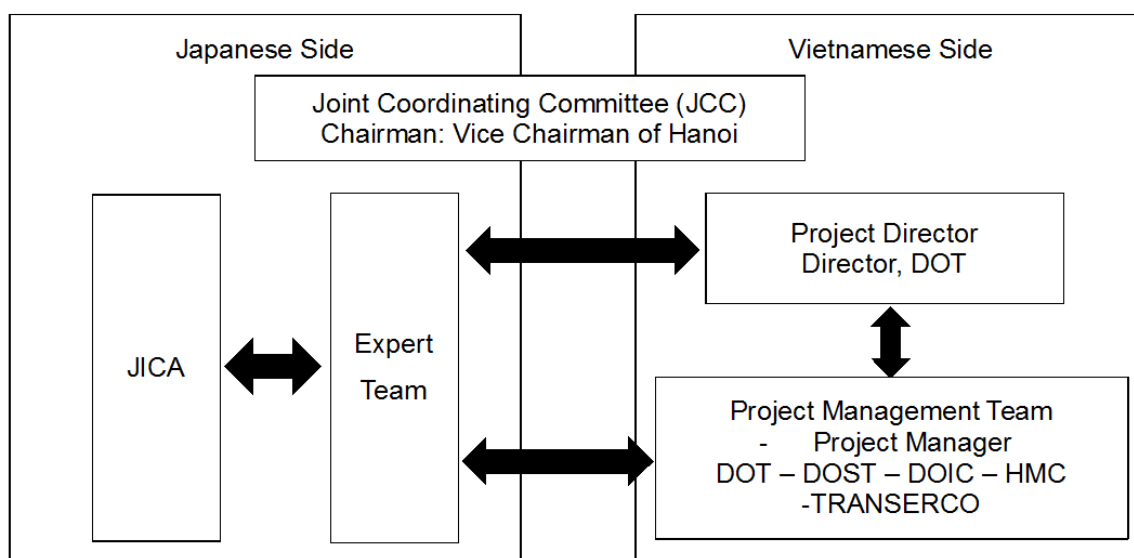 Japanese Side
Vietnamese Side
Joint Coordinating Committee (JCC)
Chairman: Vice Chairman of Hanoi
JICA
Expert
Team
Project Director
Director, DOT
Project Management Team
- Project Manager
DOT – DOST – DOIC – HMC
-TRANSERCO